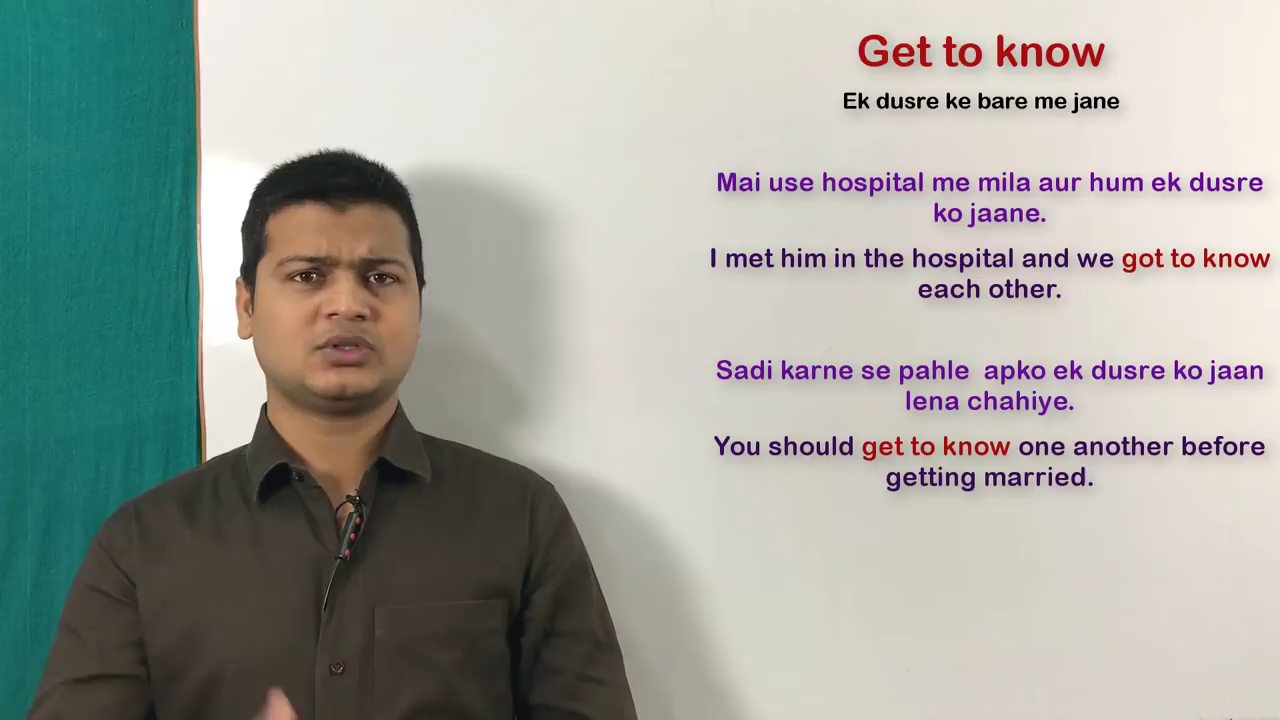 Get to know
Ek dusre ke bare me jane
Mai use hospital me mila aur hum ek dusre
ko jaane.
I met him in the hospital and we got to know
each other.
Sadi karne se pahle apko ek dusre ko jaan
lena chahiye.
You should get to know one another before
getting married.